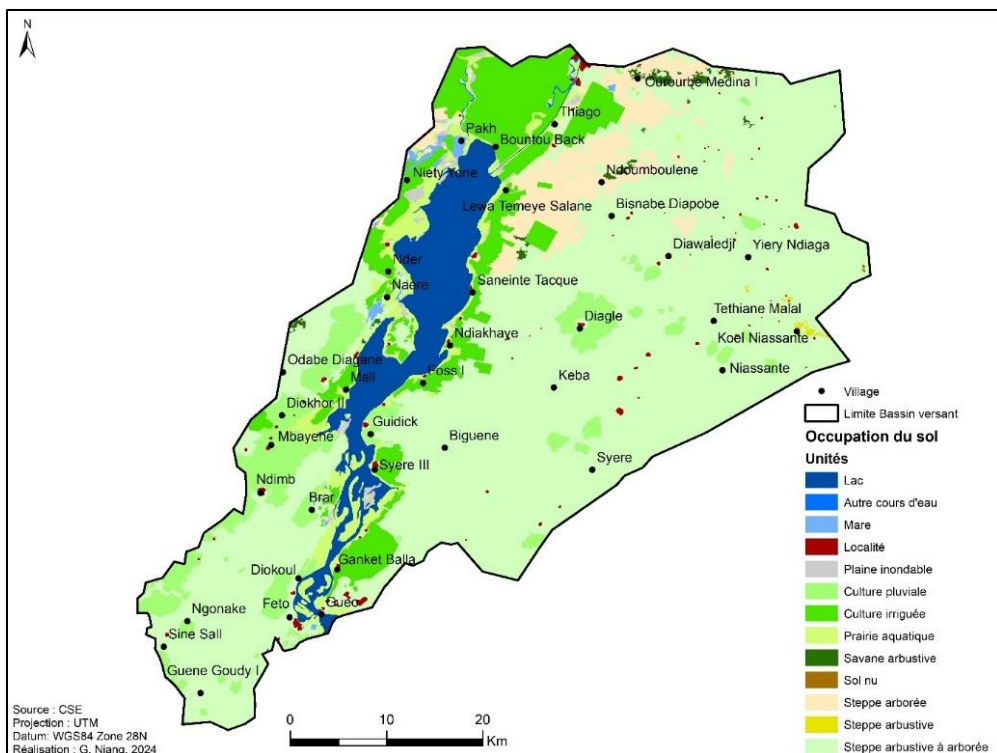 N
Ourourbe Medina I
Thiago
Pakh
Bountou Back
Niety Yone
Ndoumboulene
Lewa Temeye Salane
Bisnabe Diapobe
Diawaledji
Yiery Ndiaga
Nder
Naere
Saneinte Tacque
Tethiane Malal
Diagle
Koel Niassante
Ndiakhaye
Odabe Diagane
Mall
Foss I
Keba
Niassante
Diokhor II
Guidick
Mbayene
Biguene
Syere III
Syere
Ndimb
Brar
Ganket Balla
Diokoul
Feto
Gueo
Ngonake
Sine Sall
Guene Goudy I
Village
Limite Bassin versant
Occupation du sol
Unités
Lac
Autre cours d'eau
Mare
Localité
Plaine inondable
Culture pluviale
Culture irriguée
Prairie aquatique
Savane arbustive
Sol nu
Steppe arborée
Steppe arbustive
Steppe arbustive à arborée
Source : CSE
Projection : UTM
Datum: WGS84 Zone 28N
Réalisation : G. Niang, 2024
0 10 20
Km